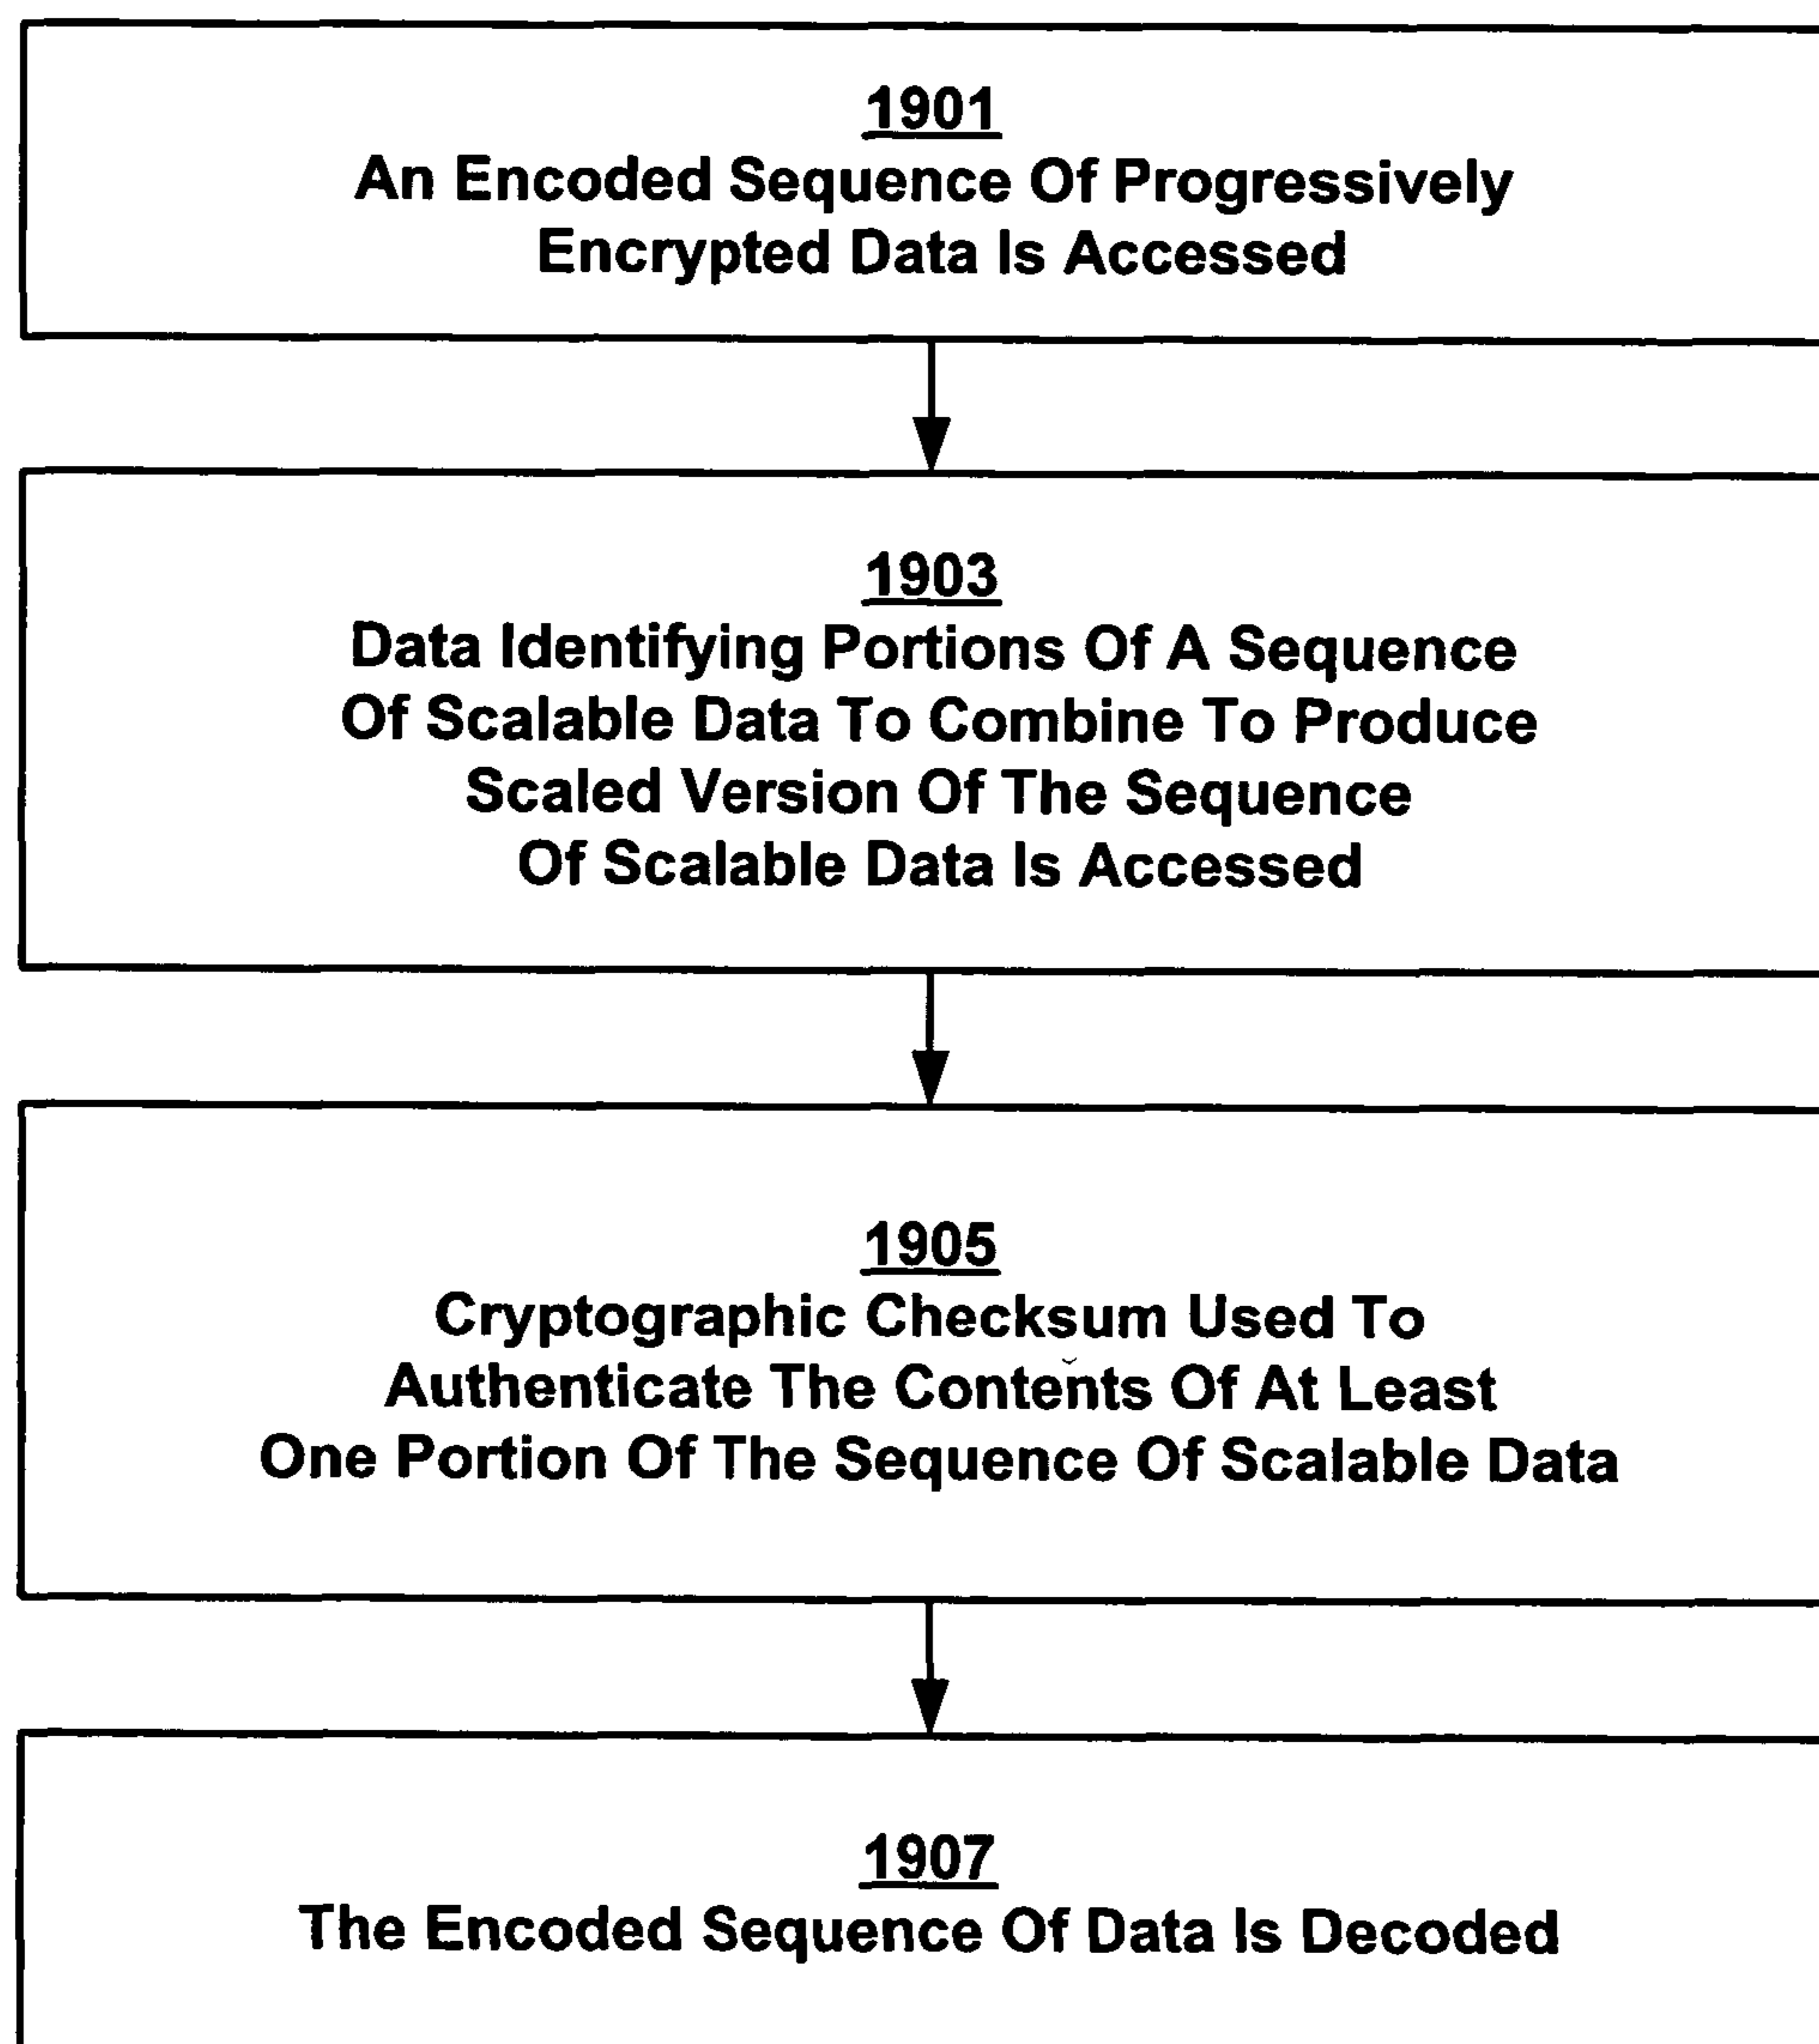 1901
An Encoded Sequence Of Progressively
Encrypted Data Is Accessed
1903
Data Identifying Portions Of A Sequence
Of Scalable Data To Combine To Produce
Scaled Version Of The Sequence
Of Scalable Data Is Accessed
1905
Cryptographic Checksum Used To
Authenticate The Contents Of At Least
One Portion Of The Sequence Of Scalable Data
1907
The Encoded Sequence Of Data Is Decoded